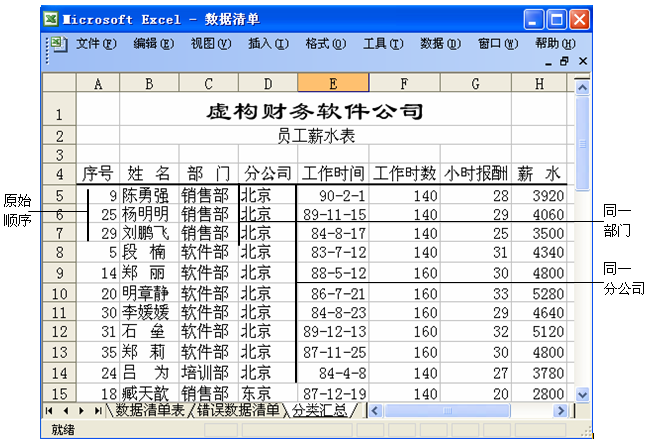 Microsoft Excel - 数据清单
文件(F) 编辑(E) 视图(V) 插入(I) 格式(O) 工具(T) 数据(D) 窗口(W) 帮助(H)
A B C D E F G H
1 虚构财务软件公司
2 员工薪水表
3
4 序号 姓 名 部 门 分公司 工作时间 工作时数 小时报酬 薪 水
5 9 陈勇强 销售部 北京 90-2-1 140 28 3920
6 25 杨明明 销售部 北京 89-11-15 140 29 4060
7 29 刘鹏飞 销售部 北京 84-8-17 140 25 3500
8 5 段 楠 软件部 北京 83-7-12 140 31 4340
9 14 郑 丽 软件部 北京 88-5-12 160 30 4800
10 20 明章静 软件部 北京 86-7-21 160 33 5280
11 30 李媛媛 软件部 北京 84-8-23 160 29 4640
12 31 石 垒 软件部 北京 89-12-13 160 32 5120
13 35 郑 莉 软件部 北京 87-11-25 160 30 4800
14 24 吕 为 培训部 北京 84-4-8 140 27 3780
15 18 臧天歆 销售部 东京 87-12-19 140 20 2800
数据清单表 错误数据清单 分类汇总
就绪
原始
顺序
同一
部门
同一
分公司